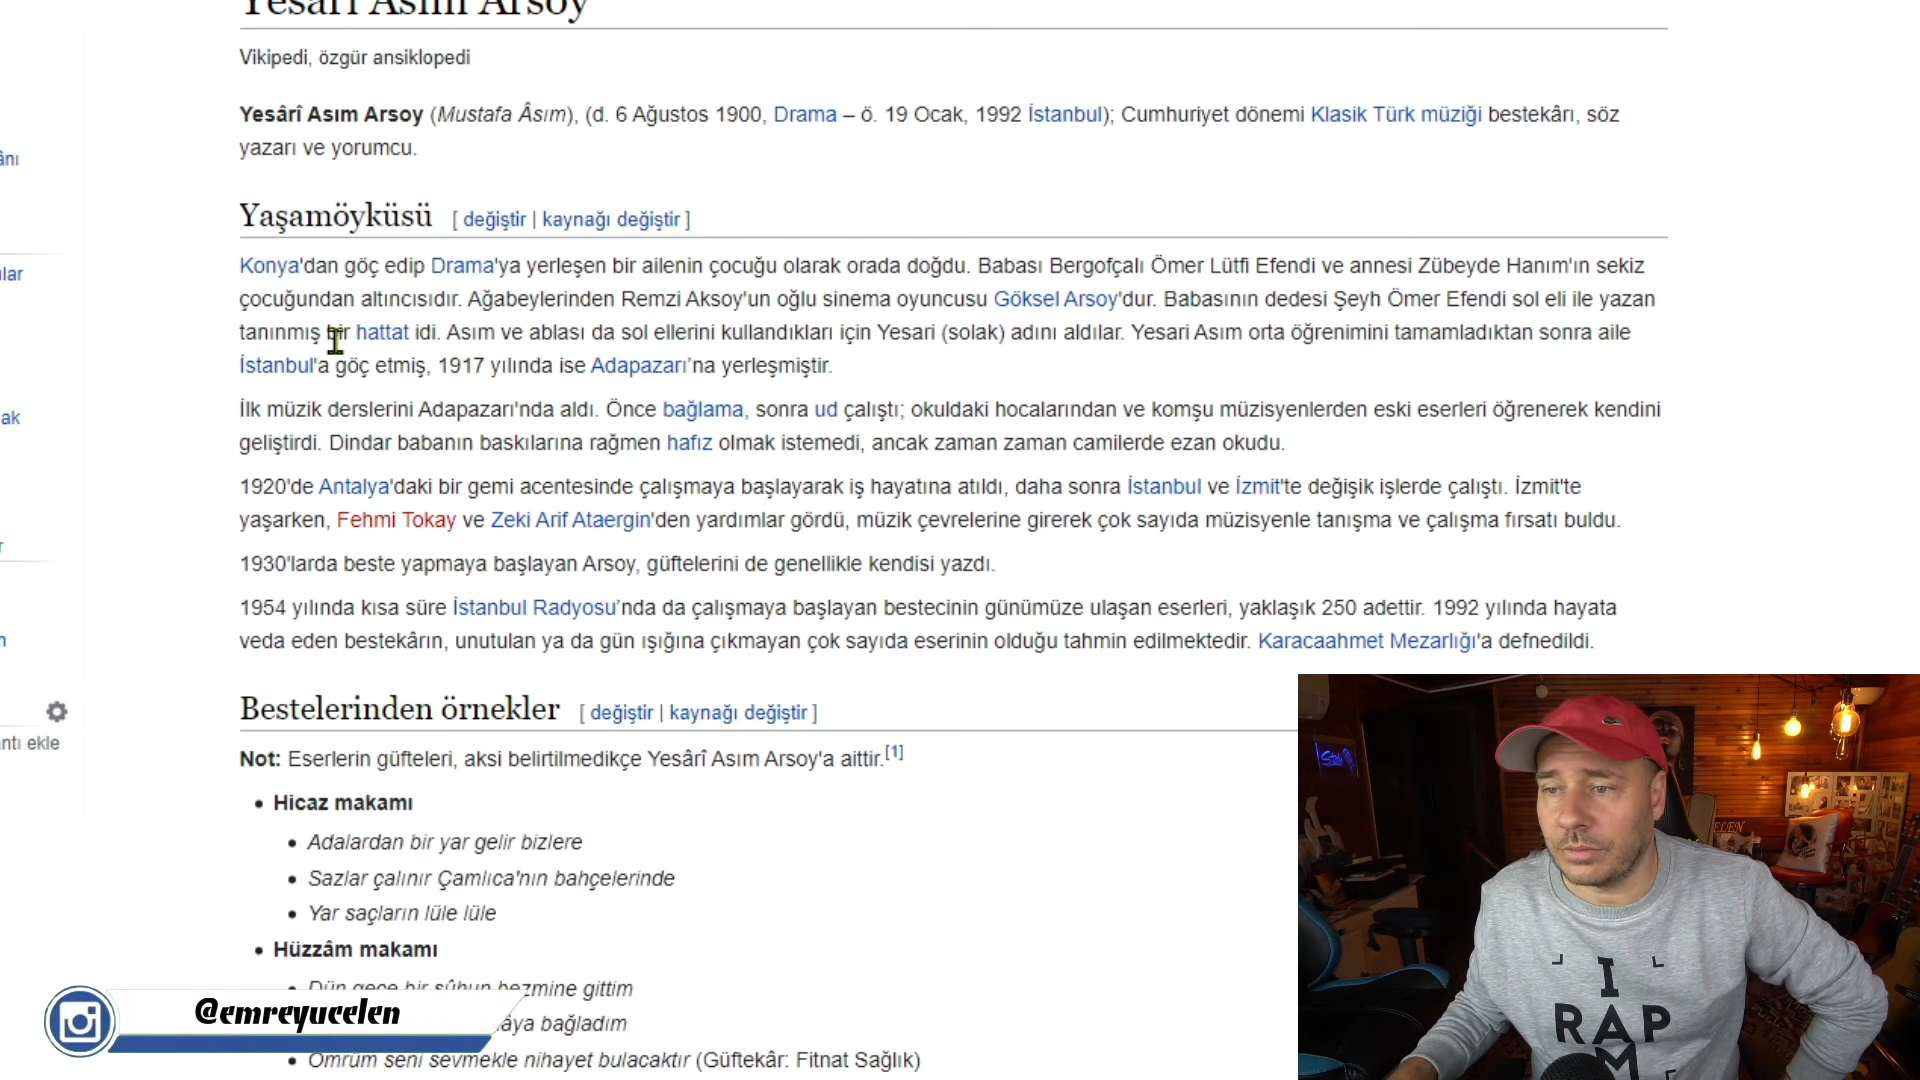 Yesârî Asım Arsoy
Vikipedi, özgür ansiklopedi
Yesârî Asım Arsoy (Mustafa Âsım), (d. 6 Ağustos 1900, Drama – ö. 19 Ocak, 1992 İstanbul); Cumhuriyet dönemi Klasik Türk müziği bestekârı, söz
yazarı ve yorumcu.
ânı
Yaşamöyküsü [ değiştir | kaynağı değiştir ]
Konya'dan göç edip Drama'ya yerleşen bir ailenin çocuğu olarak orada doğdu. Babası Bergofçalı Ömer Lütfi Efendi ve annesi Zübeyde Hanım'ın sekiz
ular
çocuğundan altıncısıdır. Ağabeylerinden Remzi Aksoy'un oğlu sinema oyuncusu Göksel Arsoy'dur. Babasının dedesi Şeyh Ömer Efendi sol eli ile yazan
tanınmış bir hattat idi. Asım ve ablası da sol ellerini kullandıkları için Yesari (solak) adını aldılar. Yesari Asım orta öğrenimini tamamladıktan sonra aile
İstanbul'a göç etmiş, 1917 yılında ise Adapazarı'na yerleşmiştir.
İlk müzik derslerini Adapazarı'nda aldı. Önce bağlama, sonra ud çalıştı; okuldaki hocalarından ve komşu müzisyenlerden eski eserleri öğrenerek kendini
ak
geliştirdi. Dindar babanın baskılarına rağmen hafız olmak istemedi, ancak zaman zaman camilerde ezan okudu.
1920'de Antalya'daki bir gemi acentesinde çalışmaya başlayarak iş hayatına atıldı, daha sonra İstanbul ve İzmit'te değişik işlerde çalıştı. İzmit'te
yaşarken, Fehmi Tokay ve Zeki Arif Ataergin'den yardımlar gördü, müzik çevrelerine girerek çok sayıda müzisyenle tanışma ve çalışma fırsatı buldu.
r
1930'larda beste yapmaya başlayan Arsoy, güftelerini de genellikle kendisi yazdı.
1954 yılında kısa süre İstanbul Radyosu'nda da çalışmaya başlayan bestecinin günümüze ulaşan eserleri, yaklaşık 250 adettir. 1992 yılında hayata
veda eden bestekârın, unutulan ya da gün ışığına çıkmayan çok sayıda eserinin olduğu tahmin edilmektedir. Karacaahmet Mezarlığı'a defnedildi.
Bestelerinden örnekler [ değiştir | kaynağı değiştir ]
ntı ekle
Not: Eserlerin güfteleri, aksi belirtilmedikçe Yesârî Asım Arsoy'a aittir.[1]
• Hicaz makamı
• Adalardan bir yar gelir bizlere
• Sazlar çalınır Çamlıca'nın bahçelerinde
• Yar saçların lüle lüle
• Hüzzâm makamı
• Dün gece bir şûhun bezmine gittim
@emreyucelen
bağladım
• Ömrüm seni sevmekle nihayet bulacaktır (Güftekâr: Fitnat Sağlık)
I
RAP
M